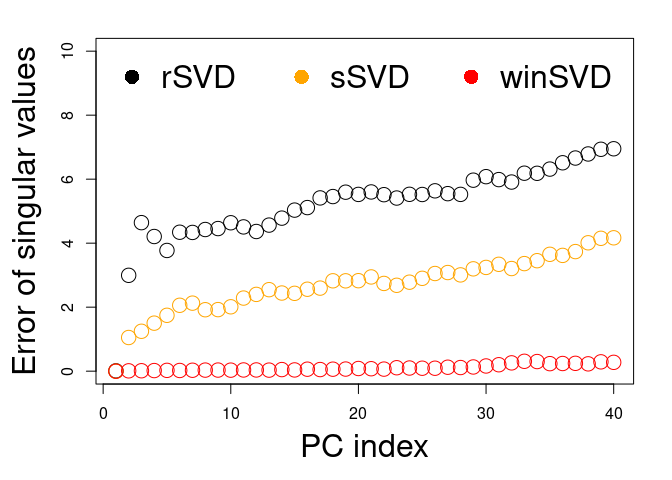 rSVD sSVD winSVD
Error of singular values
0 2 4 6 8 10
0 10 20 30 40
PC index